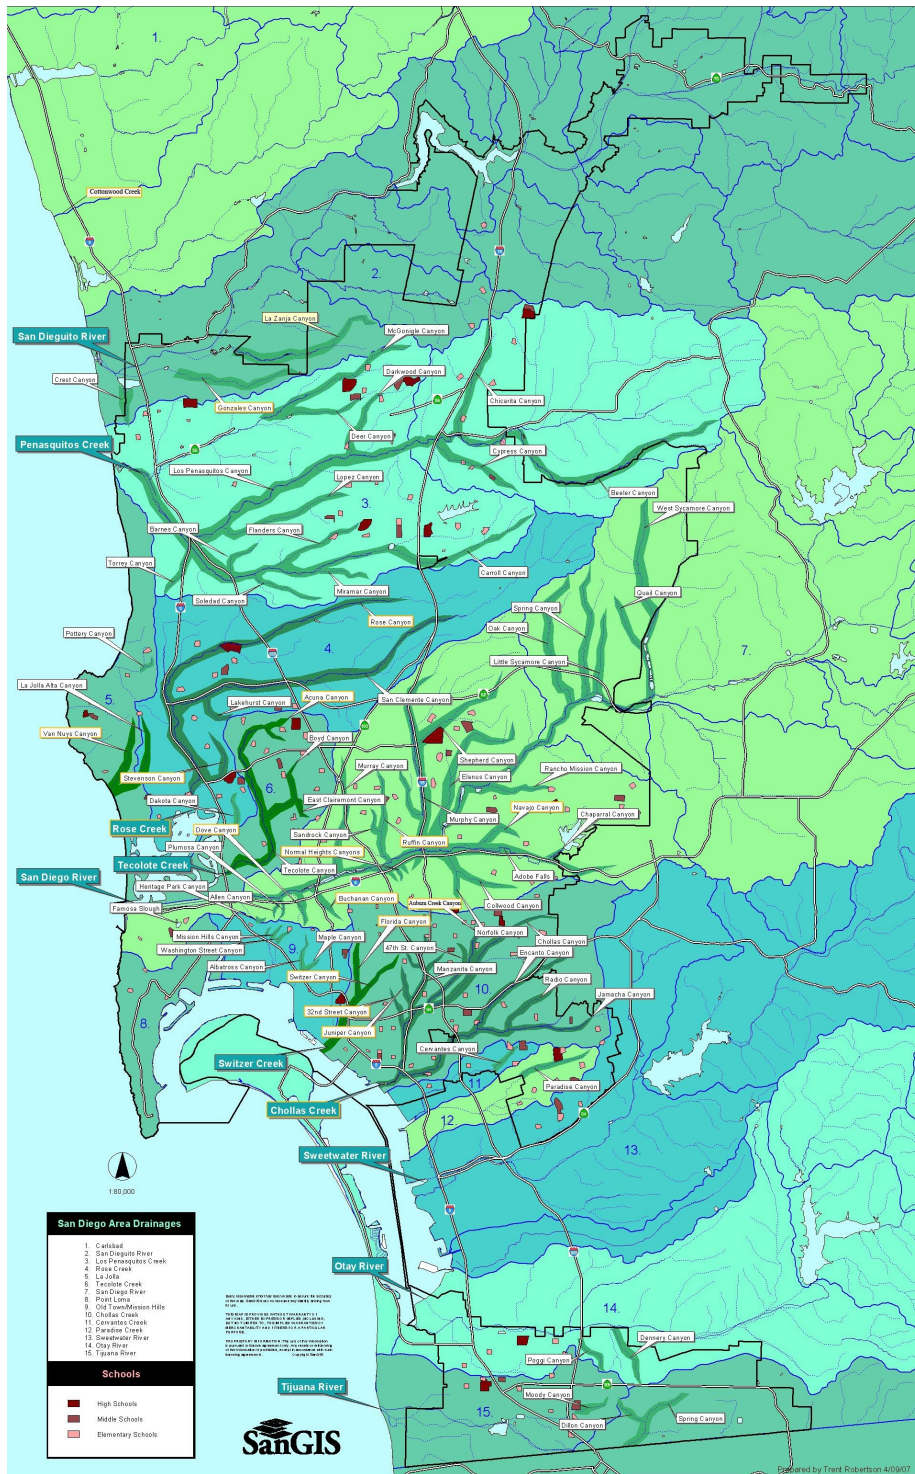 1.
Cottonwood Creek
2.
La Zanja Canyon
McGonigle Canyon
San Dieguito River
Crest Canyon
Darkwood Canyon
Gonzales Canyon
Chicarita Canyon
Deer Canyon
Penasquitos Creek
Cypress Canyon
Los Penasquitos Canyon
Lopez Canyon
Beeler Canyon
3.
West Sycamore Canyon
Barnes Canyon
Flanders Canyon
Torrey Canyon
Carroll Canyon
Miramar Canyon
Soledad Canyon
Quail Canyon
Spring Canyon
Rose Canyon
Oak Canyon
Pottery Canyon
4.
7.
Little Sycamore Canyon
La Jolla Alta Canyon
5.
Acuna Canyon
Lakehurst Canyon
San Clemente Canyon
Van Nuys Canyon
Boyd Canyon
Shepherd Canyon
Murray Canyon
Rancho Mission Canyon
Stevenson Canyon
Elanus Canyon
6.
Dakota Canyon
East Clairemont Canyon
Navajo Canyon
Chaparral Canyon
Murphy Canyon
Rose Creek
Dove Canyon
Sandrock Canyon
Ruffin Canyon
Plumosa Canyon
Normal Heights Canyons
Tecolote Creek
Tecolote Canyon
Adobe Falls
San Diego River
Heritage Park Canyon
Allen Canyon
Buchanan Canyon
Auburn Creek Canyon
Collwood Canyon
Famosa Slough
Florida Canyon
Norfolk Canyon
Mission Hills Canyon
Maple Canyon
Chollas Canyon
Washington Street Canyon
9.
47th St. Canyon
Encanto Canyon
Albatross Canyon
Manzanita Canyon
Switzer Canyon
Radio Canyon
10
Jamacha Canyon
32nd Street Canyon
8.
Juniper Canyon
Cervantes Canyon
Switzer Creek
11
Paradise Canyon
Chollas Creek
12.
13.
Sweetwater River
1:80,000
San Diego Area Drainages
1. Carlsbad
2. San Dieguito River
3. Los Penasquitos Creek
4. Rose Creek
5. La Jolla
6. Tecolote Creek
7. San Diego River
8. Point Loma
9. Old Town/Mission Hills
10. Chollas Creek
11. Cervantes Creek
12. Paradise Creek
13. Sweetwater River
14. Otay River
15. Tijuana River
Schools
High Schools
Middle Schools
Elementary Schools
Otay River
14.
Dennery Canyon
Poggi Canyon
Tijuana River
Moody Canyon
15.
Dillon Canyon
Spring Canyon
SanGIS
Prepared by Trent Robertson 4/09/07